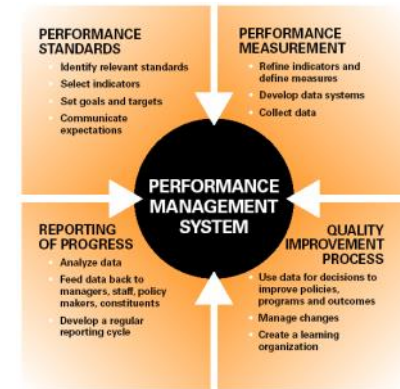 PERFORMANCE
STANDARDS
Identify relevant standards
Select indicators
Set goals and targets
Communicate
expectations
PERFORMANCE
MEASUREMENT
Refine indicators and
define measures
Develop data systems
Collect data
PERFORMANCE
MANAGEMENT
SYSTEM
REPORTING
OF PROGRESS
Analyze data
Feed data back to
managers, staff, policy
makers, constituents
Develop a regular
reporting cycle
QUALITY
IMPROVEMENT
PROCESS
Use data for decisions to
improve policies,
programs and outcomes
Manage changes
Create a learning
organization